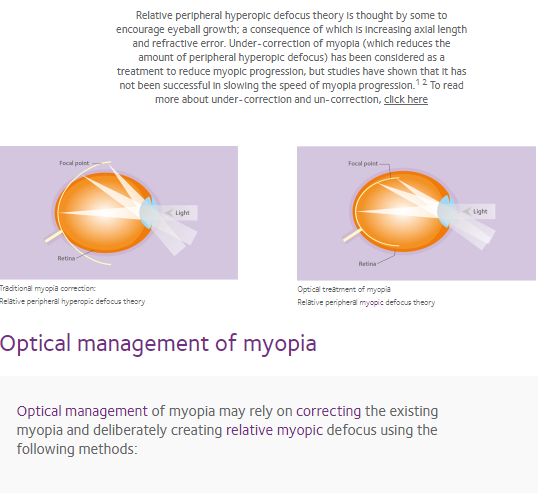 Relative peripheral hyperopic defocus theory is thought by some to
encourage eyeball growth; a consequence of which is increasing axial length
and refractive error. Under-correction of myopia (which reduces the
amount of peripheral hyperopic defocus) has been considered as a
treatment to reduce myopic progression, but studies have shown that it has
not been successful in slowing the speed of myopia progression.1 2 To read
more about under-correction and un-correction, click here
Focal point
Light
Retina
Focal point
Light
Retina
Traditional myopia correction:
Relative peripheral hyperopic defocus theory
Optical treatment of myopia
Relative peripheral myopic defocus theory
Optical management of myopia
Optical management of myopia may rely on correcting the existing
myopia and deliberately creating relative myopic defocus using the
following methods: